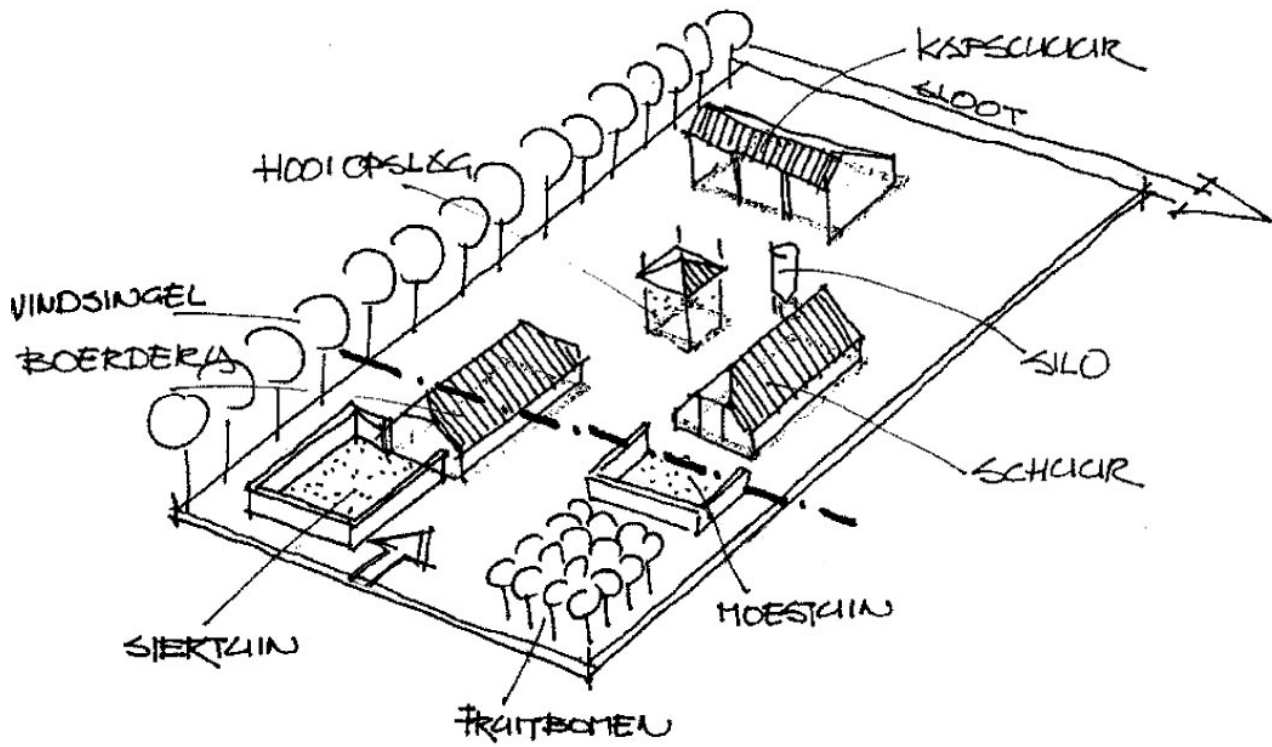 KAPSCHUUR
SLOOT
HOOIOPSLAG
WINDSINGEL
BOERDERIJ
SILO
SCHUUR
MOESTUIN
SIERTUIN
FRUITBOMEN